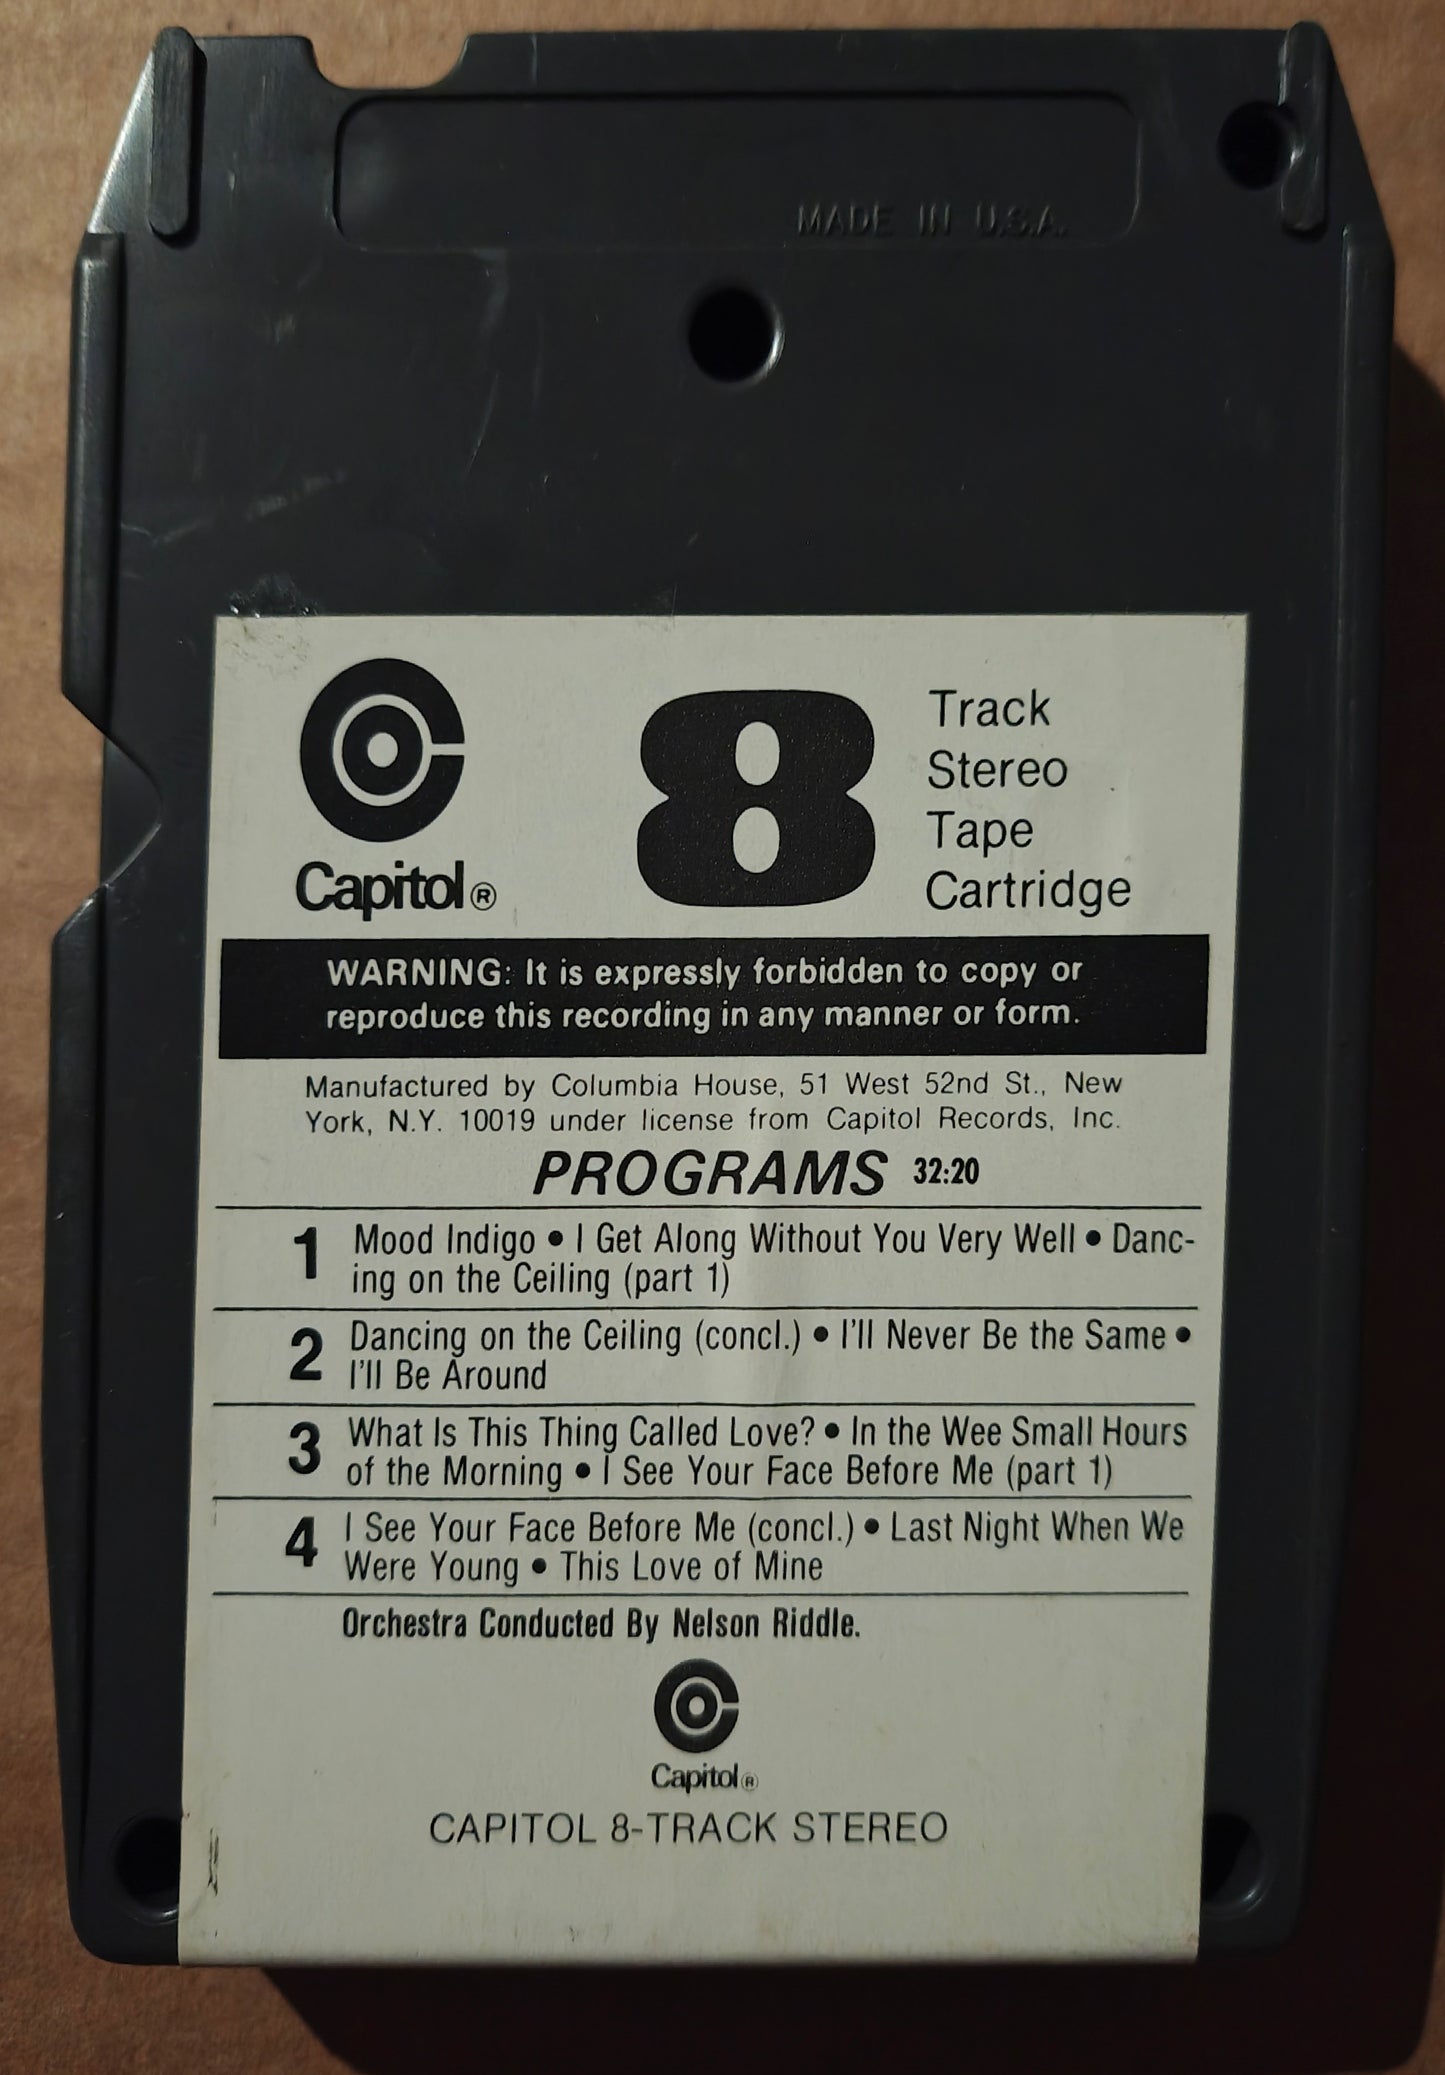 MADE IN U.S.A.
Capitol®
8
Track
Stereo
Tape
Cartridge
WARNING: It is expressly forbidden to copy or
reproduce this recording in any manner or form.
Manufactured by Columbia House, 51 West 52nd St., New
York, N.Y. 10019 under license from Capitol Records, Inc.
PROGRAMS 32:20
1 Mood Indigo • I Get Along Without You Very Well • Danc-
ing on the Ceiling (part 1)
2 Dancing on the Ceiling (concl.) • I'll Never Be the Same •
I'll Be Around
3 What Is This Thing Called Love? • In the Wee Small Hours
of the Morning • I See Your Face Before Me (part 1)
4 I See Your Face Before Me (concl.) • Last Night When We
Were Young • This Love of Mine
Orchestra Conducted By Nelson Riddle.
Capitol®
CAPITOL 8-TRACK STEREO